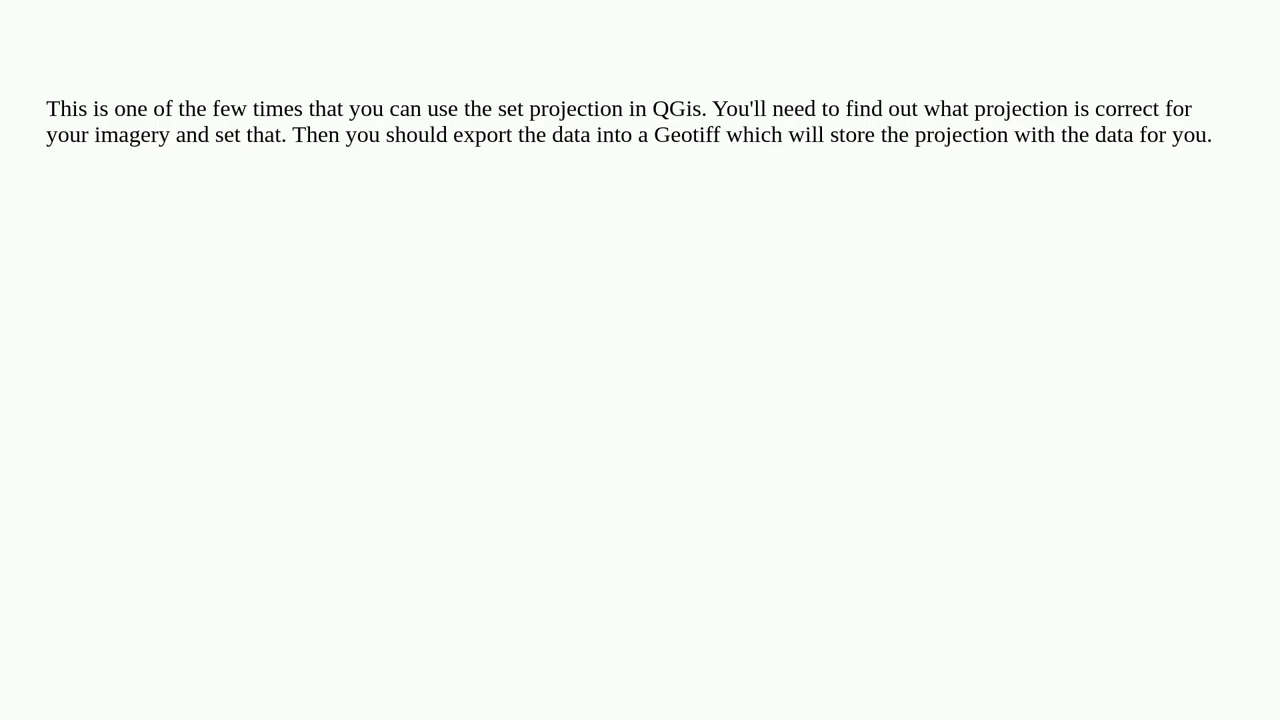 This is one of the few times that you can use the set projection in QGis. You'll need to find out what projection is correct for
your imagery and set that. Then you should export the data into a Geotiff which will store the projection with the data for you.